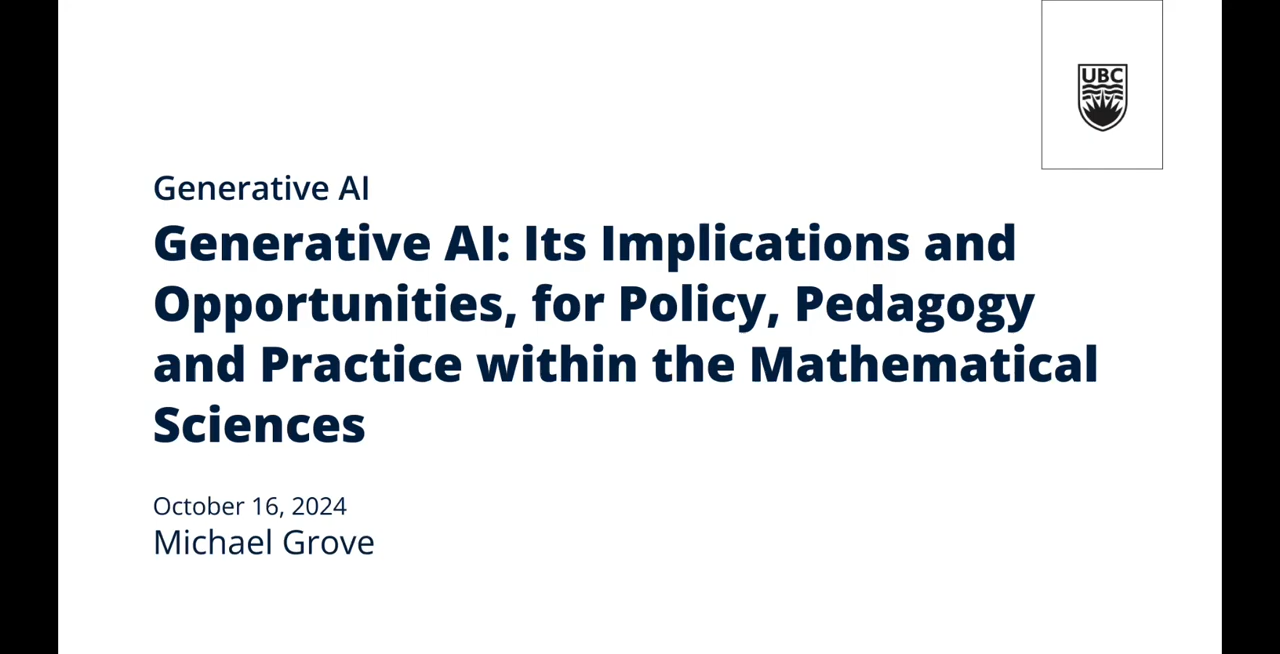 UBC
Generative AI
Generative AI: Its Implications and
Opportunities, for Policy, Pedagogy
and Practice within the Mathematical
Sciences
October 16, 2024
Michael Grove